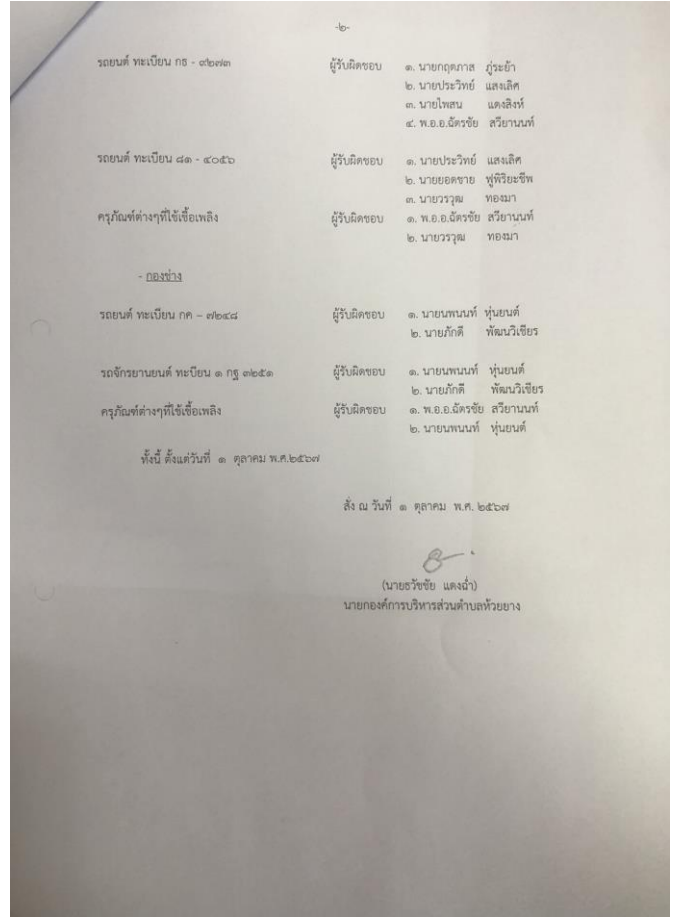 -๒-
รถยนต์ ทะเบียน กธ - ๙๒๗๓ ผู้รับผิดชอบ ๑. นายกฤตภาส ภู่ระย้า
๒. นายประวิทย์ แสงเลิศ
๓. นายไพสน แดงสิงห์
๔. พ.อ.อ.ฉัตรชัย สวียานนท์
รถยนต์ ทะเบียน ๘๑ - ๔๐๕๖ ผู้รับผิดชอบ ๑. นายประวิทย์ แสงเลิศ
๒. นายยอดชาย ฟูพิริยะชีพ
๓. นายวรวุฒ ทองมา
ครุภัณฑ์ต่างๆที่ใช้เชื้อเพลิง ผู้รับผิดชอบ ๑. พ.อ.อ.ฉัตรชัย สวียานนท์
๒. นายวรวุฒ ทองมา
- กองช่าง
รถยนต์ ทะเบียน กค – ๗๒๔๘ ผู้รับผิดชอบ ๑. นายนพนนท์ หุ่นยนต์
๒. นายภักดี พัฒนวิเชียร
รถจักรยานยนต์ ทะบียน ๑ กฐ ๓๒๕๑ ผู้รับผิดชอบ ๑. นายนพนนท์ หุ่นยนต์
๒. นายภักดี พัฒนวิเชียร
ครุภัณฑ์ต่างๆที่ใช้เชื้อเพลิง ผู้รับผิดชอบ ๑. พ.อ.อ.ฉัตรชัย สวียานนท์
๒. นายนพนนท์ หุ่นยนต์
ทั้งนี้ ตั้งแต่วันที่ ๑ ตุลาคม พ.ศ.๒๕๖๗
สั่ง ณ วันที่ ๑ ตุลาคม พ.ศ. ๒๕๖๗
(นายธวัชชัย แดงฉ่ำ)
นายกองค์การบริหารส่วนตำบลห้วยยาง